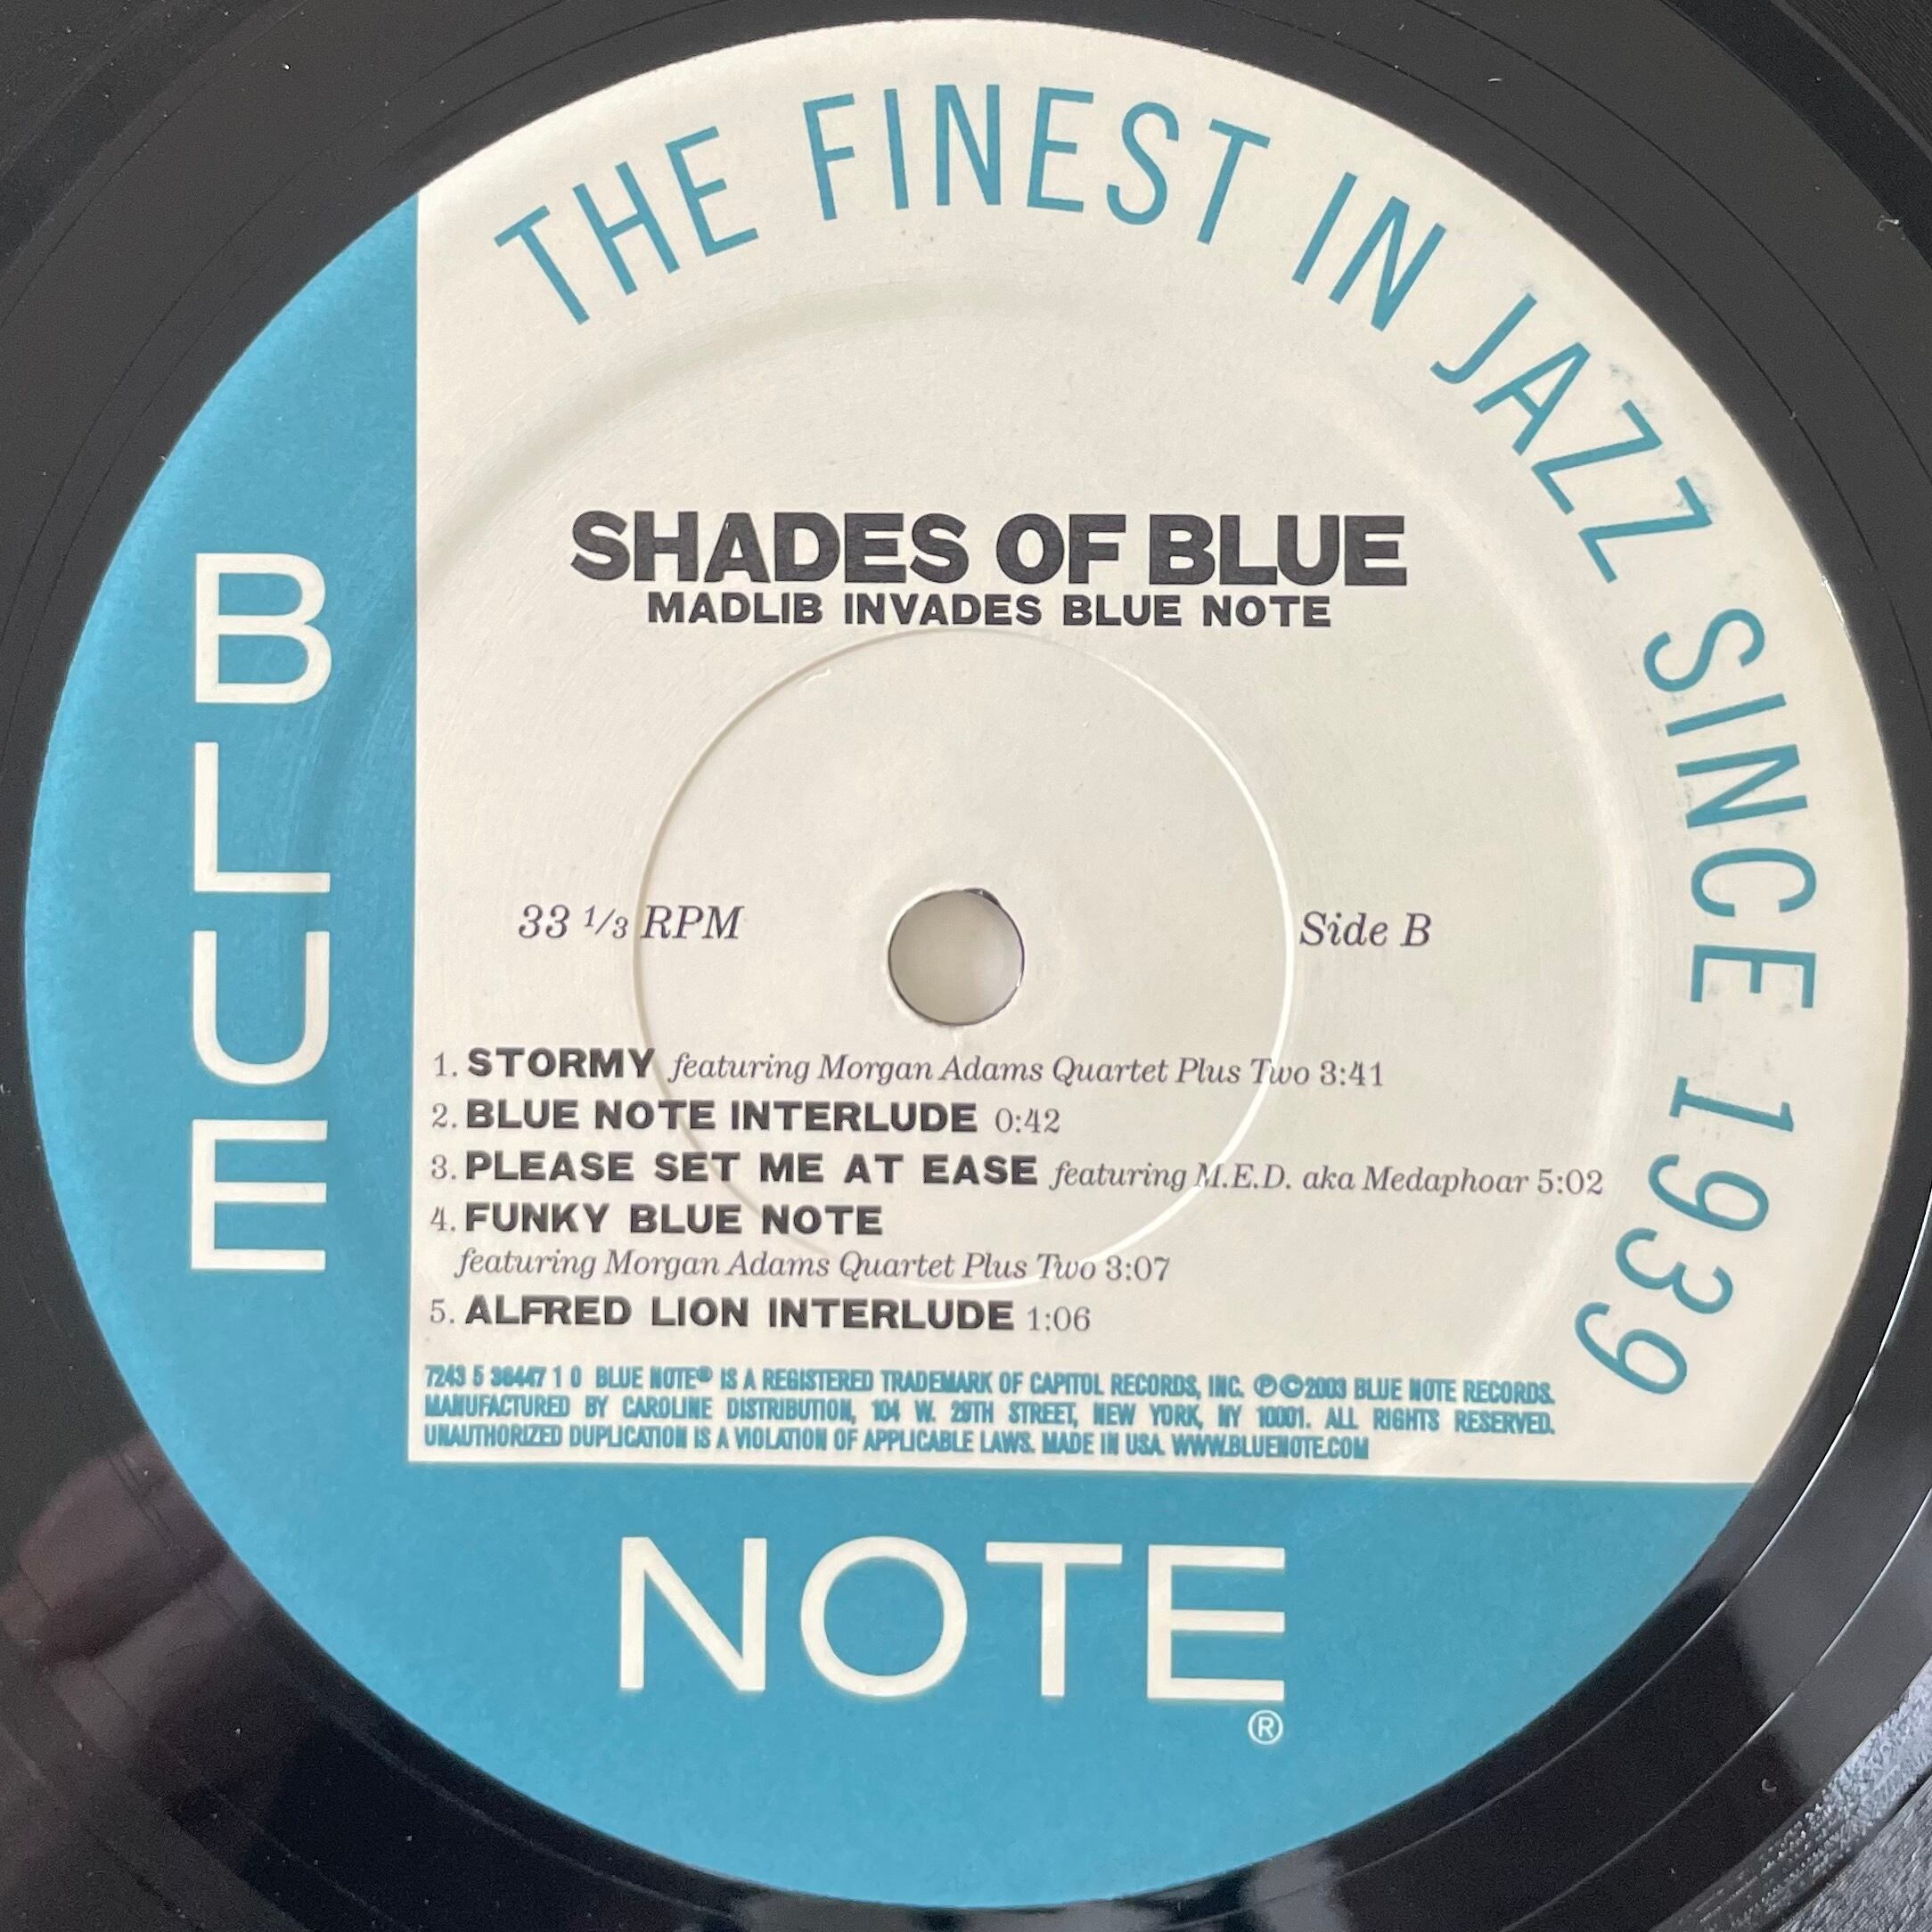 THE FINEST IN JAZZ SINCE 1939
BLUE
SHADES OF BLUE
MADLIB INVADES BLUE NOTE
33 1/3 RPM
Side B
1. STORMY featuring Morgan Adams Quartet Plus Two 3:41
2. BLUE NOTE INTERLUDE 0:42
3. PLEASE SET ME AT EASE featuring M.E.D. aka Medaphoar 5:02
4. FUNKY BLUE NOTE
featuring Morgan Adams Quartet Plus Two 3:07
5. ALFRED LION INTERLUDE 1:06
7243 5 36447 1 0 BLUE NOTE® IS A REGISTERED TRADEMARK OF CAPITOL RECORDS, INC. ℗©2003 BLUE NOTE RECORDS.
MANUFACTURED BY CAROLINE DISTRIBUTION, 104 W. 29TH STREET, NEW YORK, NY 10001. ALL RIGHTS RESERVED.
UNAUTHORIZED DUPLICATION IS A VIOLATION OF APPLICABLE LAWS. MADE IN USA. WWW.BLUENOTE.COM
NOTE®